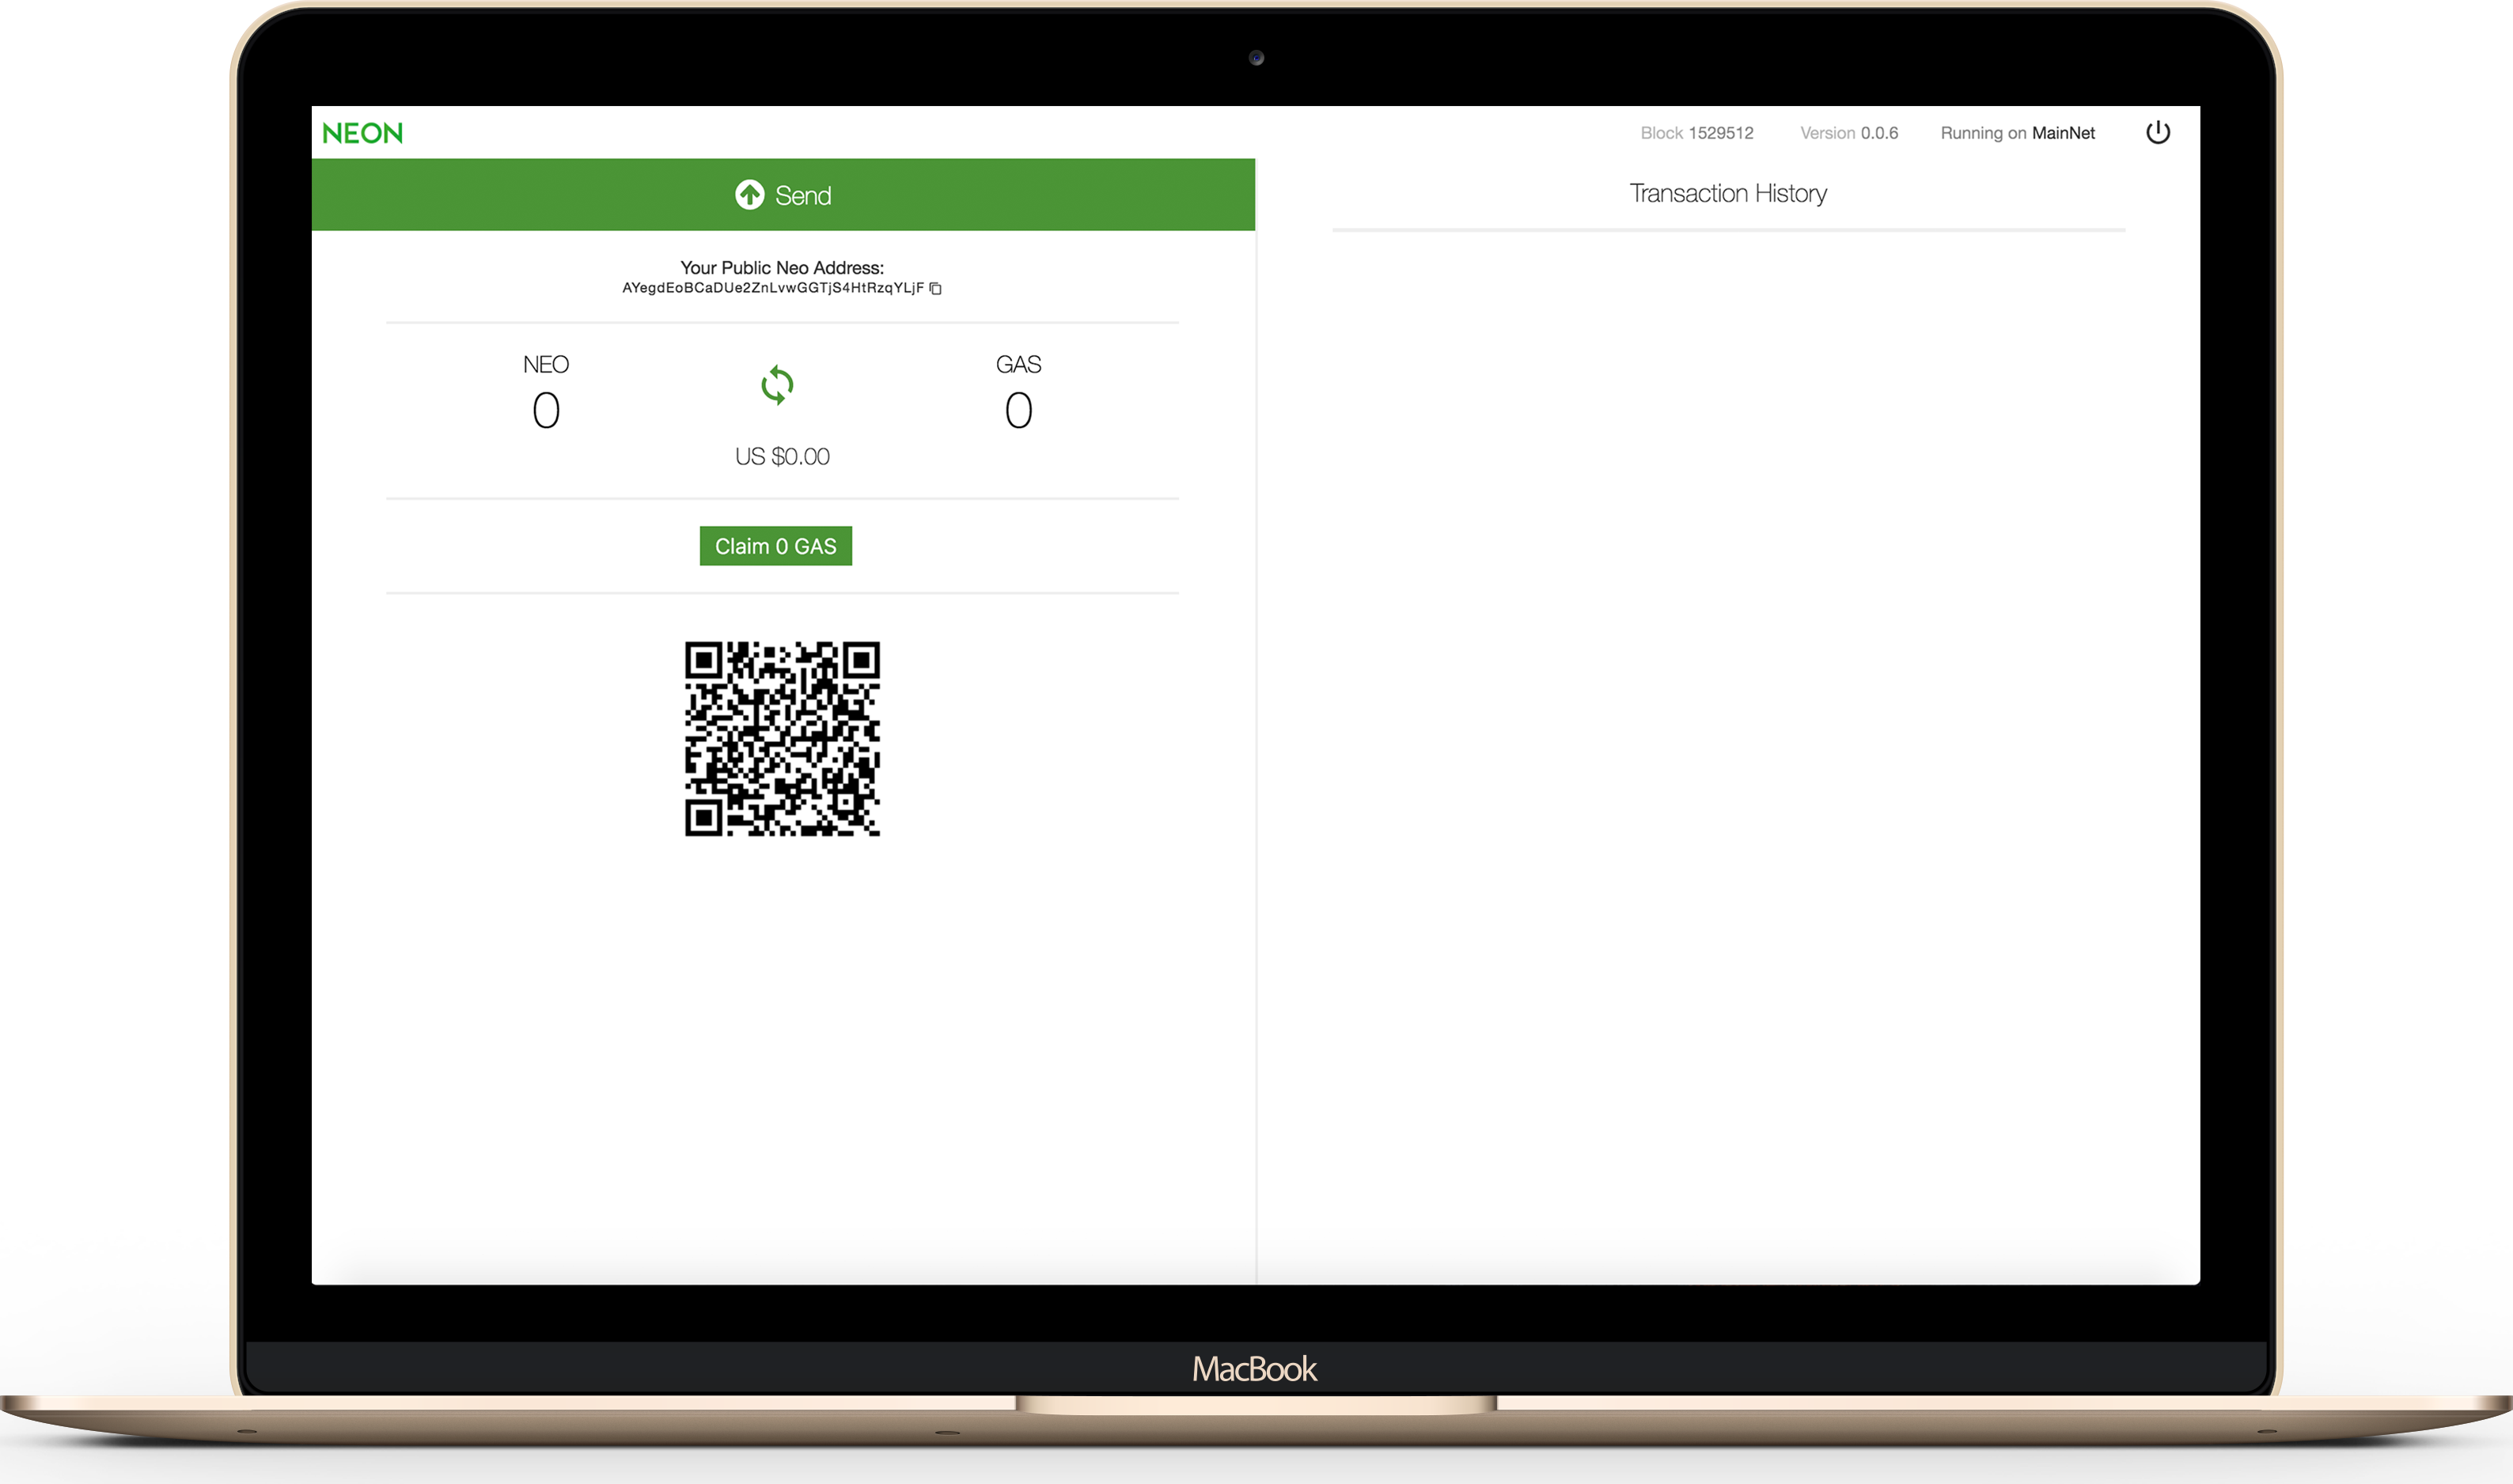 NEON
Block 1529512 Version 0.0.6 Running on MainNet
Send
Transaction History
Your Public Neo Address:
AYegdEoBCaDUe2ZnLvwGGTjS4HtRzqYLjF
NEO
0
GAS
0
US $0.00
Claim 0 GAS
MacBook